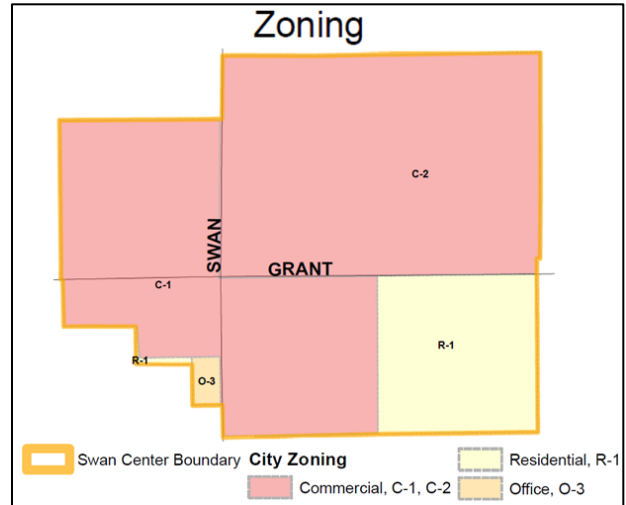 Zoning
C-2
SWAN
GRANT
C-1
R-1
R-1
O-3
Swan Center Boundary
City Zoning
Residential, R-1
Commercial, C-1, C-2
Office, O-3